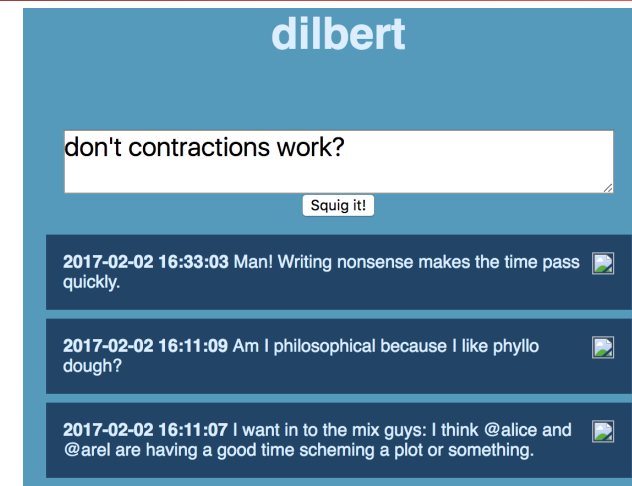 dilbert
don't contractions work?
Squig it!
2017-02-02 16:33:03 Man! Writing nonsense makes the time pass
quickly.
2017-02-02 16:11:09 Am I philosophical because I like phyllo
dough?
2017-02-02 16:11:07 I want in to the mix guys: I think @alice and
@arel are having a good time scheming a plot or something.